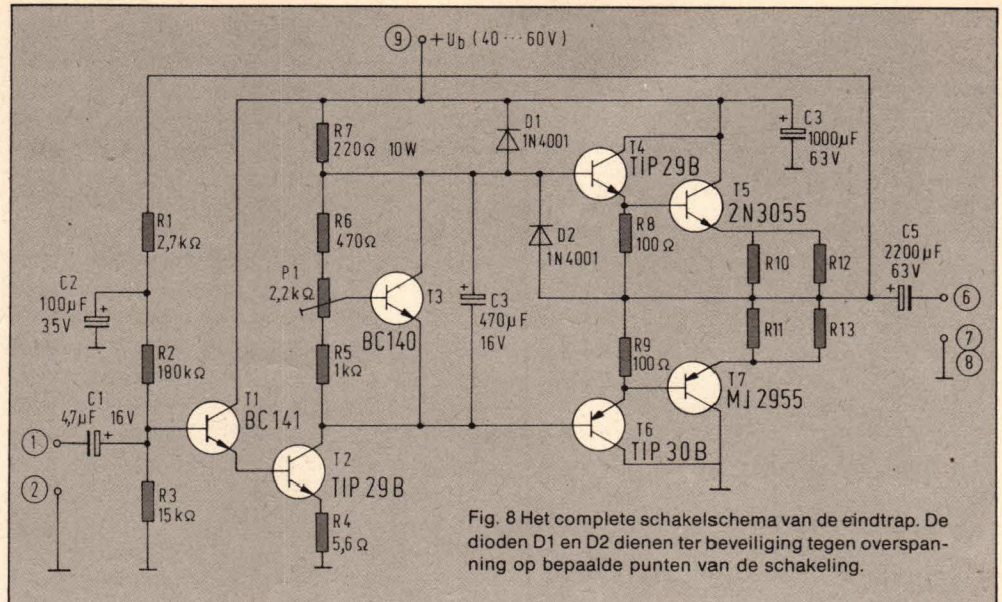 9 +Ub (40···60V)
R7
220Ω 10W
D1
1N4001
C3
1000µF
63V
T4
TIP 29B
T5
2N3055
R1
2,7kΩ
R6
470Ω
R8
100Ω
D2
1N4001
C5
2200µF
63V
P1
2,2kΩ
T3
BC140
R10
R12
C2
100µF
35V
C3
470µF
16V
6
7
8
R11
R13
R2
180kΩ
R5
1kΩ
R9
100Ω
T7
MJ 2955
C1
4,7µF 16V
T1
BC141
1
T6
TIP 30B
T2
TIP 29B
2
R3
15kΩ
R4
5,6Ω
Fig. 8 Het complete schakelschema van de eindtrap. De
dioden D1 en D2 dienen ter beveiliging tegen overspan-
ning op bepaalde punten van de schakeling.